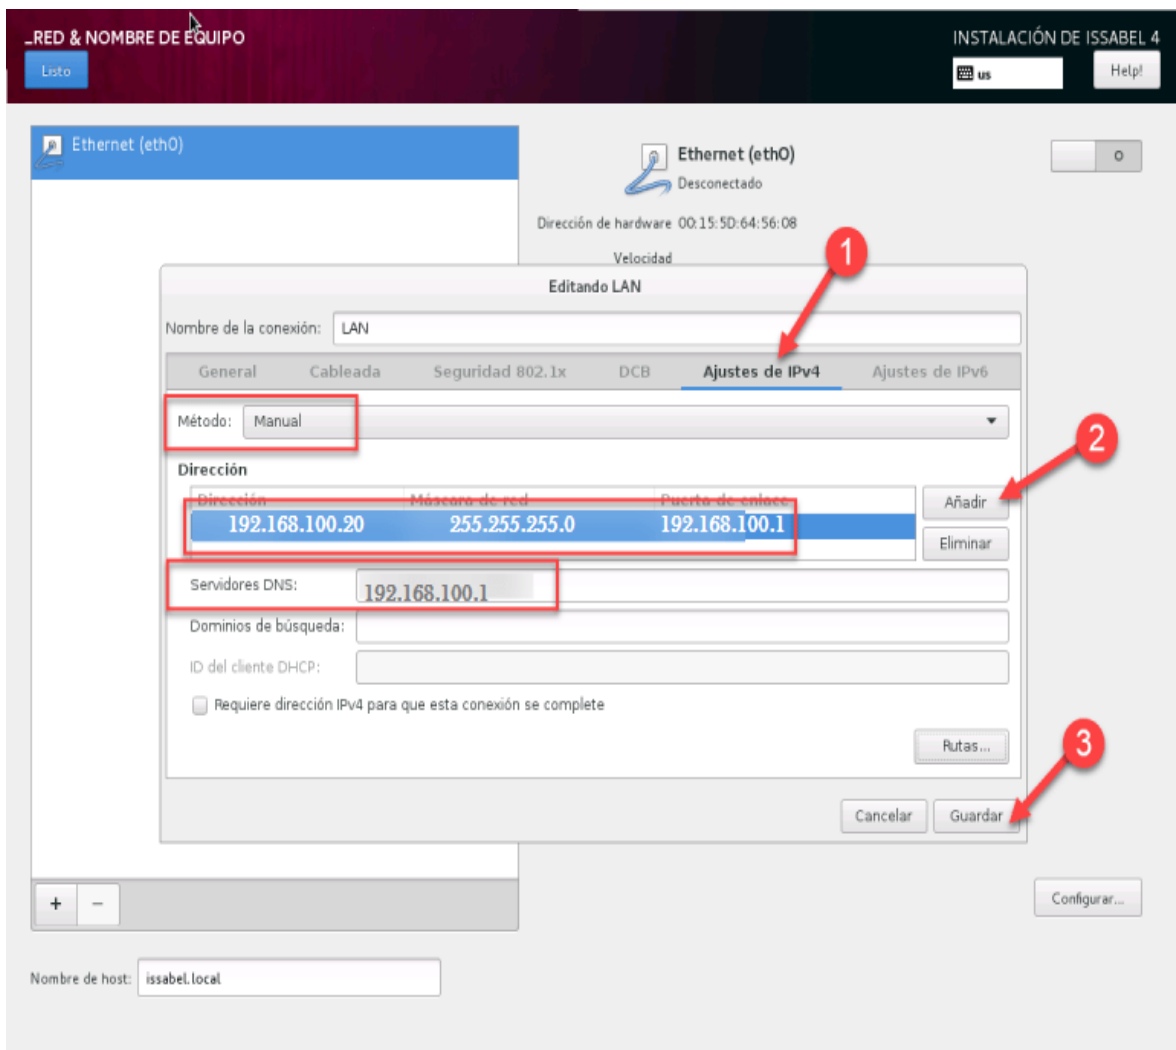 _RED & NOMBRE DE EQUIPO
INSTALACIÓN DE ISSABEL 4
Listo
us
Help!
Ethernet (eth0)
Ethernet (eth0)
Desconectado
O
Dirección de hardware 00:15:5D:64:56:08
Velocidad
1
Editando LAN
Nombre de la conexión: LAN
General Cableada Seguridad 802.1x DCB Ajustes de IPv4 Ajustes de IPv6
Método: Manual
2
Dirección
Dirección Máscara de red Puerta de enlace
Añadir
192.168.100.20 255.255.255.0 192.168.100.1
Eliminar
Servidores DNS: 192.168.100.1
Dominios de búsqueda:
ID del cliente DHCP:
Requiere dirección IPv4 para que esta conexión se complete
Rutas...
3
Cancelar Guardar
+ −
Configurar...
Nombre de host: issabel.local